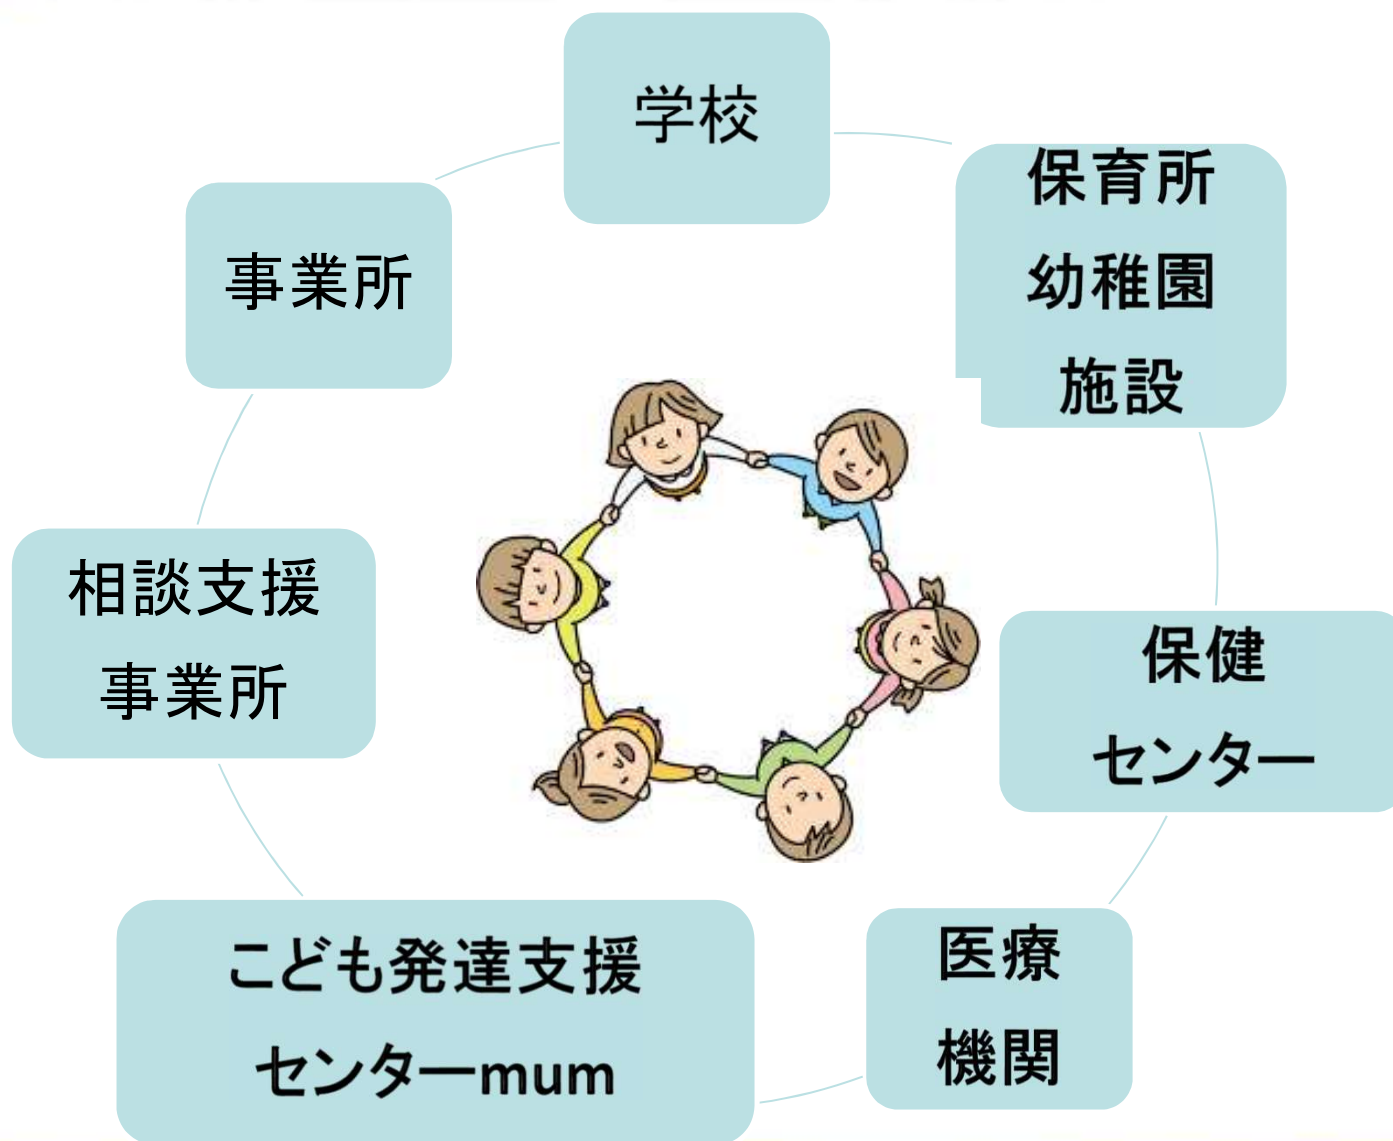 学校
保育所
幼稚園
施設
事業所
相談支援
事業所
保健
センター
こども発達支援
センターmum
医療
機関